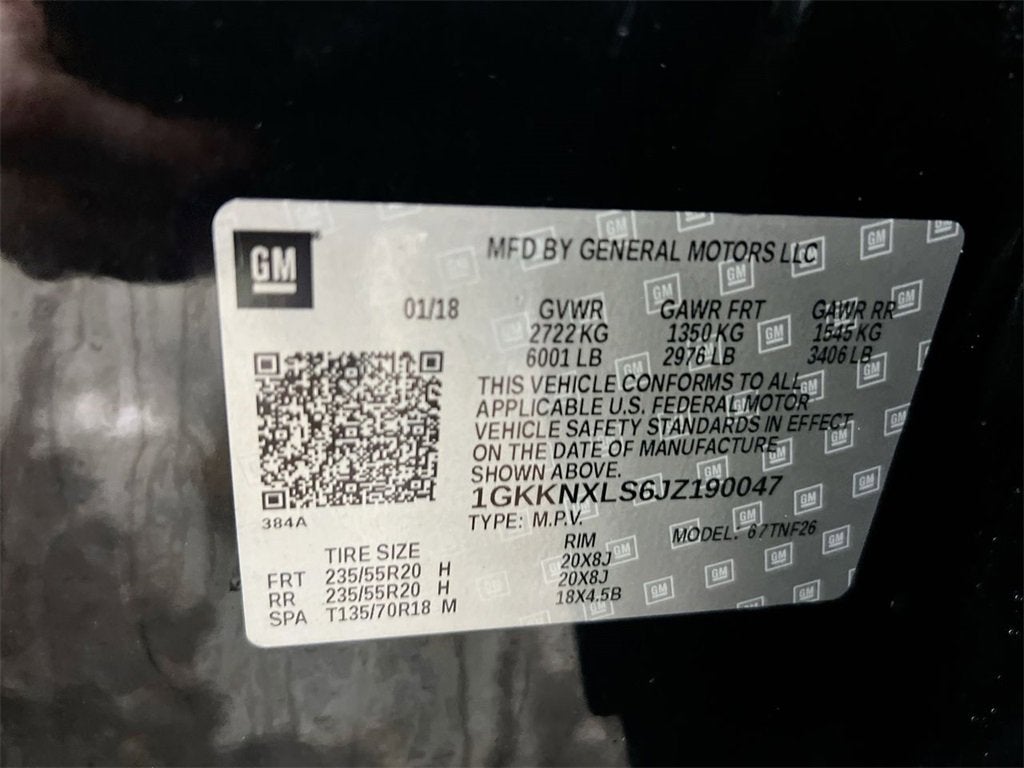 GM
MFD BY GENERAL MOTORS LLC
01/18 GVWR GAWR FRT GAWR RR
2722 KG 1350 KG 1545 KG
6001 LB 2976 LB 3406 LB
THIS VEHICLE CONFORMS TO ALL
APPLICABLE U.S. FEDERAL MOTOR
VEHICLE SAFETY STANDARDS IN EFFECT
ON THE DATE OF MANUFACTURE
SHOWN ABOVE.
1GKKNXLS6JZ190047
TYPE: M.P.V. MODEL: 67TNF26
384A
TIRE SIZE RIM
FRT 235/55R20 H 20X8J
RR 235/55R20 H 20X8J
SPA T135/70R18 M 18X4.5B